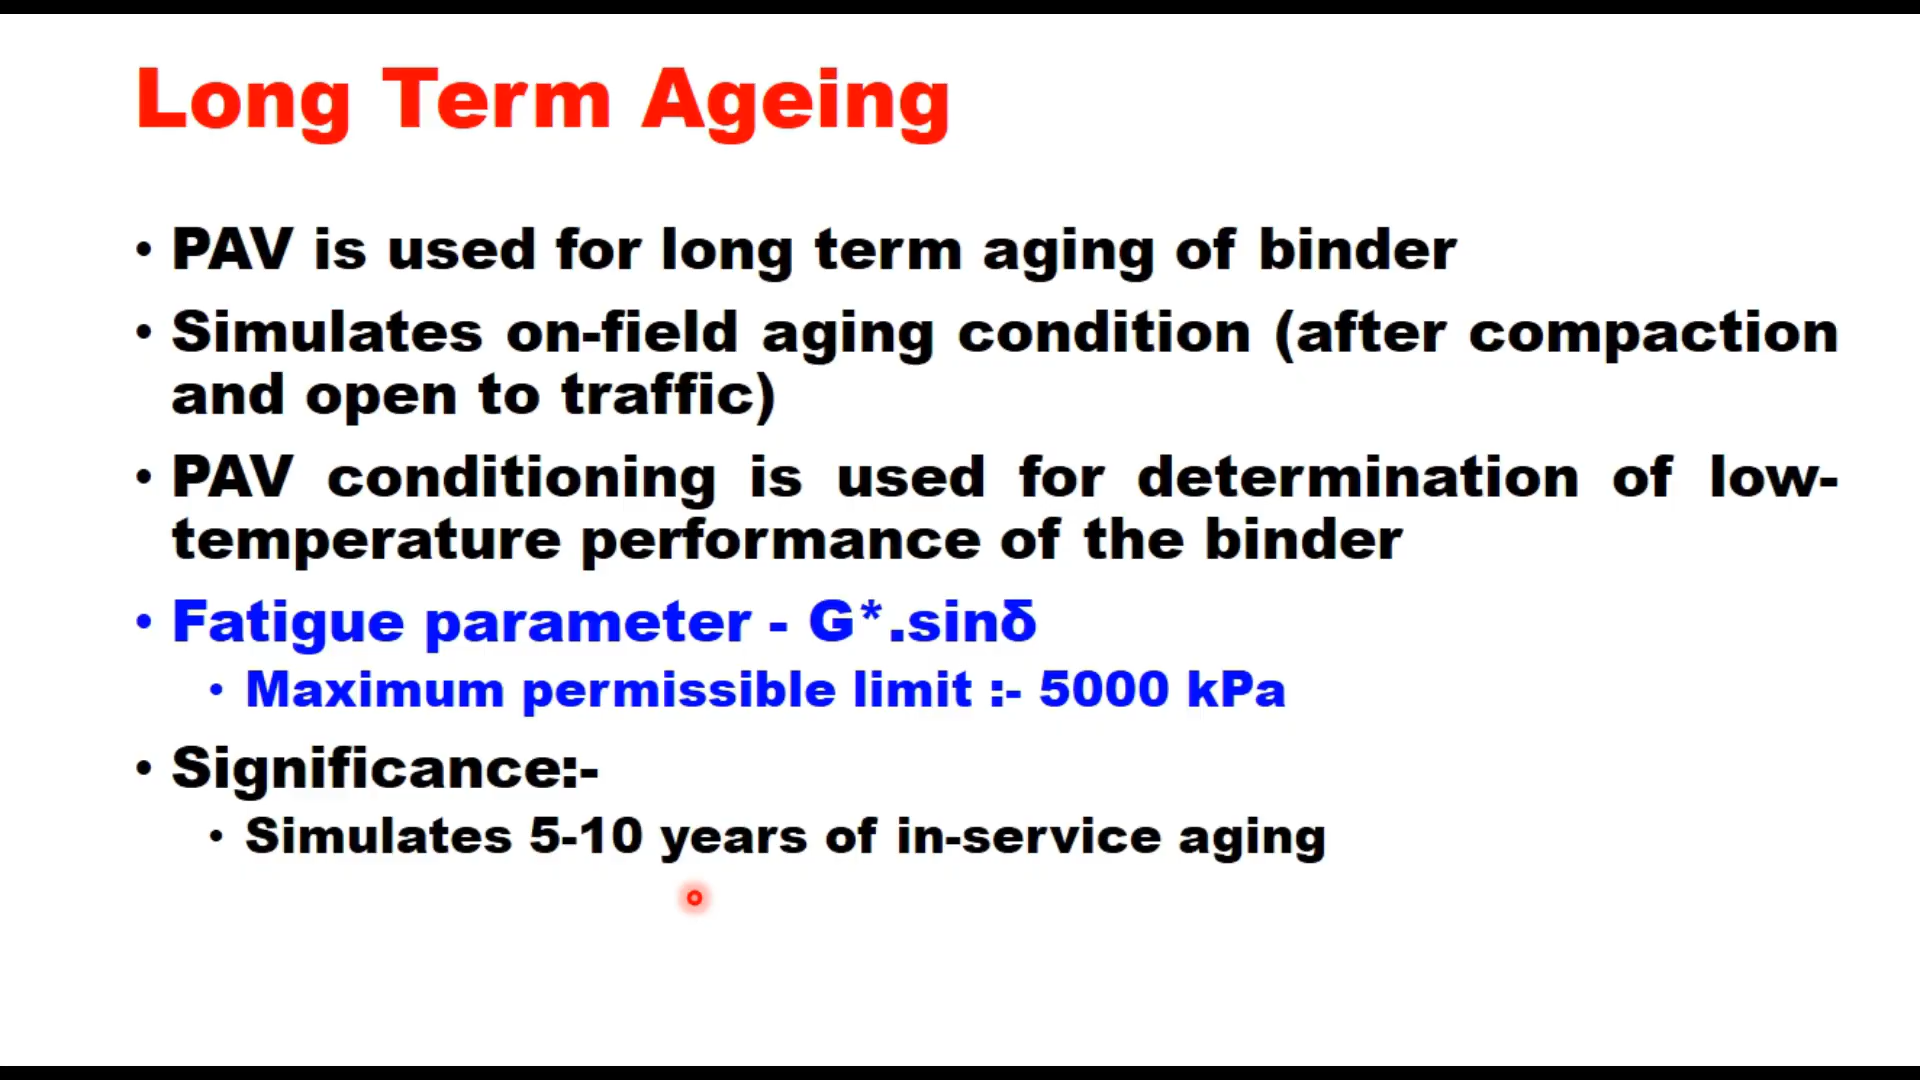 Long Term Ageing
• PAV is used for long term aging of binder
• Simulates on-field aging condition (after compaction
and open to traffic)
• PAV conditioning is used for determination of low-
temperature performance of the binder
• Fatigue parameter - G*.sinδ
• Maximum permissible limit :- 5000 kPa
• Significance:-
• Simulates 5-10 years of in-service aging